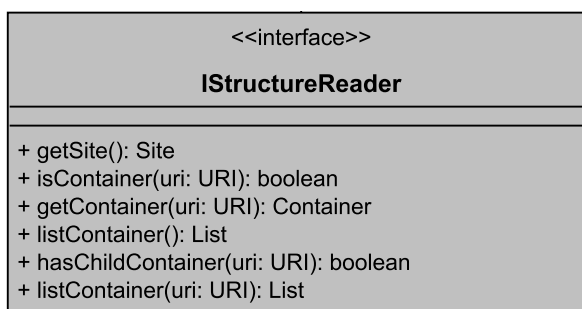 <<interface>>
IStructureReader
+ getSite(): Site
+ isContainer(uri: URI): boolean
+ getContainer(uri: URI): Container
+ listContainer(): List
+ hasChildContainer(uri: URI): boolean
+ listContainer(uri: URI): List